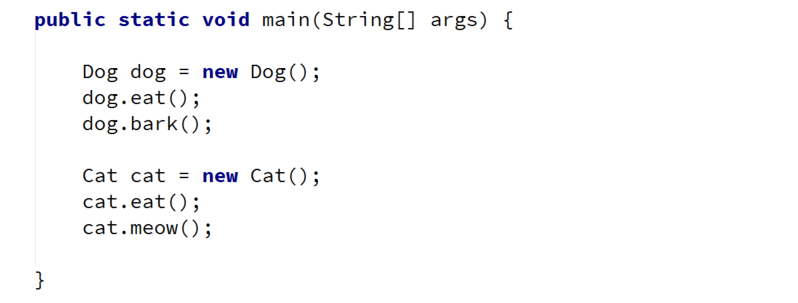 public static void main(String[] args) {
Dog dog = new Dog();
dog.eat();
dog.bark();
Cat cat = new Cat();
cat.eat();
cat.meow();
}